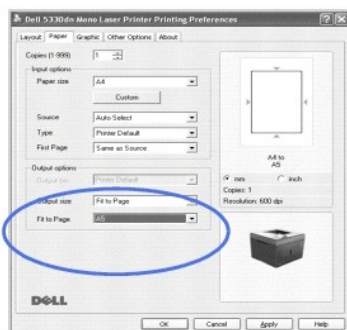 Dell 5330dn Mono Laser Printer Printing Preferences
Layout Paper Graphic Other Options About
Copies (1-999) 1
Input options
Paper size A4
Custom
Source Auto Select
Type Printer Default
First Page Same as Source
A4 to
A5
mm inch
Copies: 1
Resolution: 600 dpi
Output options
Printer Default
Output size Fit to Page
Fit to Page A5
DELL
OK Cancel Apply Help